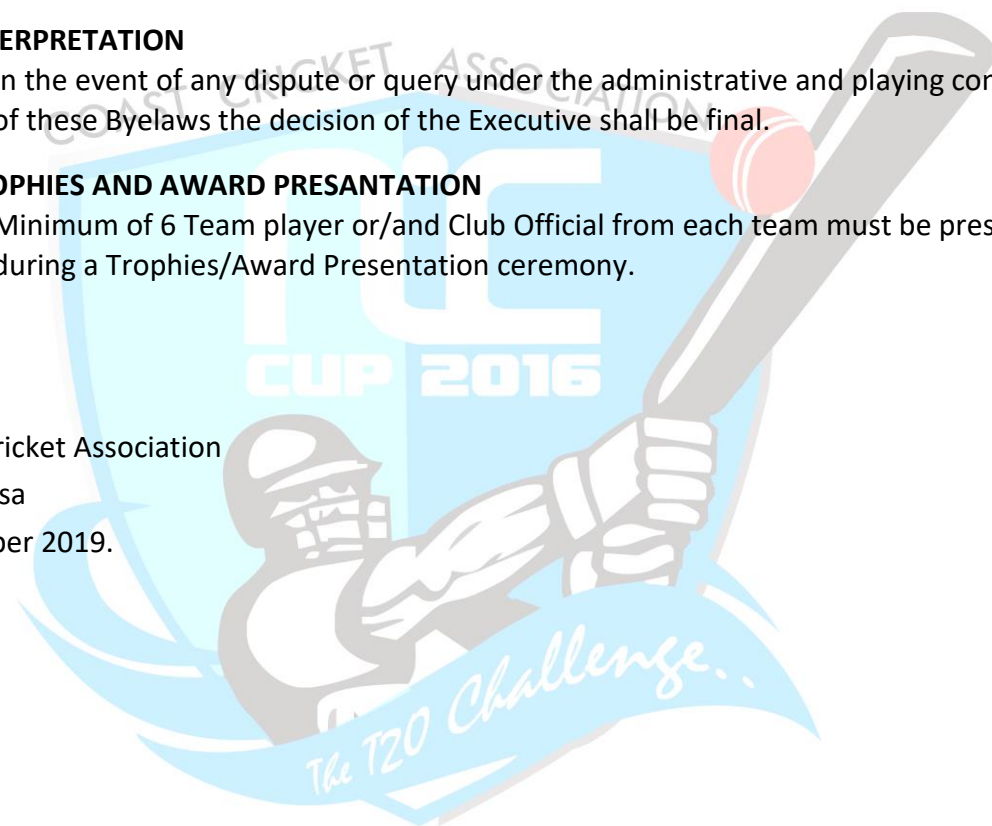 ERPRETATION
n the event of any dispute or query under the administrative and playing con
of these Byelaws the decision of the Executive shall be final.
OPHIES AND AWARD PRESANTATION
Minimum of 6 Team player or/and Club Official from each team must be pres
during a Trophies/Award Presentation ceremony.
ricket Association
sa
ber 2019.
COAST CRICKET ASSOCIATION
CUP 2016
The T20 Challenge..